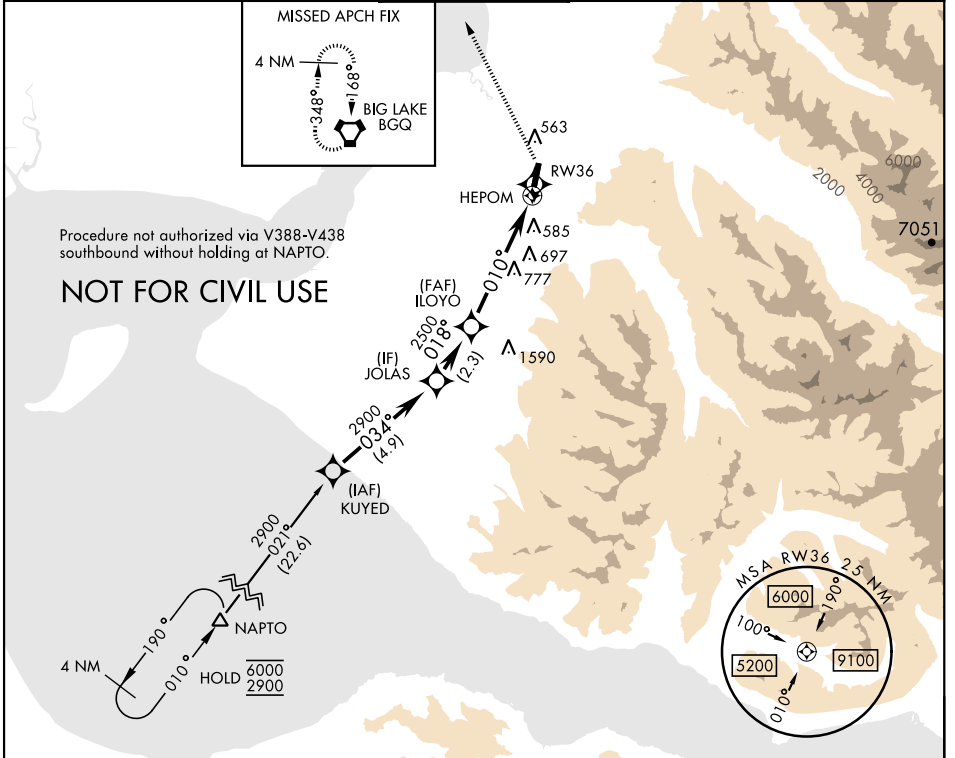 MISSED APCH FIX
4 NM
348°
168°
BIG LAKE
BGQ
563
RW36
HEPOM
585
697
777
010°
Procedure not authorized via V388-V438
southbound without holding at NAPTO.
NOT FOR CIVIL USE
(FAF)
ILOYO
2500
018°
(2.3)
(IF)
JOLAS
1590
2900
034°
(4.9)
(IAF)
KUYED
2900
021°
(22.6)
NAPTO
190°
010°
4 NM
HOLD
6000
2900
2000
4000
6000
7051
MSA RW36 25 NM
6000
190°
100°
5200
9100
010°